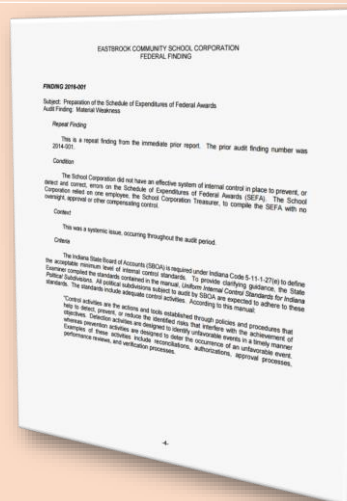 EASTBROOK COMMUNITY SCHOOL CORPORATION
FEDERAL FINDING
FINDING 2016-001
Subject: Preparation of the Schedule of Expenditures of Federal Awards
Audit Finding: Material Weakness
Repeat Finding
This is a repeat finding from the immediate prior report. The prior audit finding number was
2014-001.
Condition
The School Corporation did not have an effective system of internal control in place to prevent, or
detect and correct, errors on the Schedule of Expenditures of Federal Awards (SEFA). The School
Corporation relied on one employee, the School Corporation Treasurer, to compile the SEFA with no
oversight, approval or other compensating control.
Context
This was a systemic issue, occurring throughout the audit period.
Criteria
The Indiana State Board of Accounts (SBOA) is required under Indiana Code 5-11-1-27(e) to define
the acceptable minimum level of internal control standards. To provide clarifying guidance, the State
Examiner compiled the standards contained in the manual, Uniform Internal Control Standards for Indiana
Political Subdivisions. All political subdivisions subject to audit by SBOA are expected to adhere to these
standards. The standards include adequate control activities. According to this manual:
"Control activities are the actions and tools established through policies and procedures that
help to detect, prevent, or reduce the identified risks that interfere with the achievement of
objectives. Detection activities are designed to identify unfavorable events in a timely manner
whereas prevention activities are designed to deter the occurrence of an unfavorable event.
Examples of these activities include reconciliations, authorizations, approval processes,
performance reviews, and verification processes.
-4-